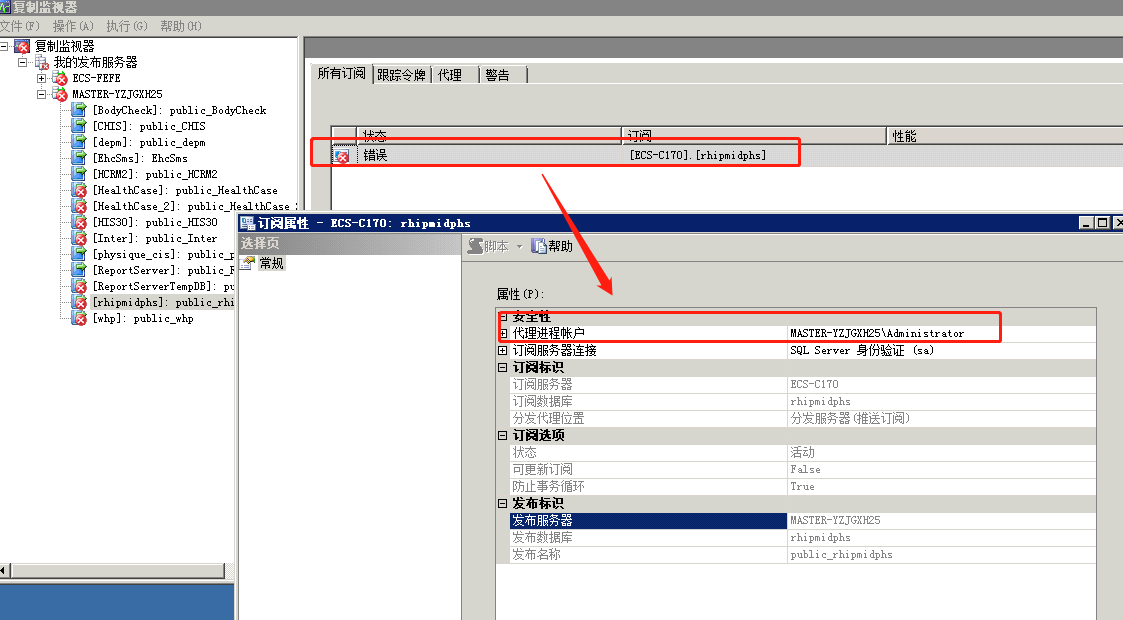 复制监视器
文件(F) 操作(A) 执行(G) 帮助(H)
复制监视器
我的发布服务器
ECS-FEFE
MASTER-YZJGXH25
[BodyCheck]: public_BodyCheck
[CHIS]: public_CHIS
[depm]: public_depm
[EhcSms]: EhcSms
[HCRM2]: public_HCRM2
[HealthCase]: public_HealthCase
[HealthCase_2]: public_HealthCase
[HIS30]: public_HIS30
[Inter]: public_Inter
[physique_cis]: public_p
[ReportServer]: public_R
[ReportServerTempDB]: pu
[rhipmidphs]: public_rhi
[whp]: public_whp
所有订阅 跟踪令牌 代理 警告
状态 订阅 性能
错误 [ECS-C170].[rhipmidphs]
订阅属性 - ECS-C170: rhipmidphs
选择页
常规
脚本 帮助
属性(P):
安全性
代理进程帐户 MASTER-YZJGXH25\Administrator
订阅服务器连接 SQL Server 身份验证 (sa)
订阅标识
订阅服务器 ECS-C170
订阅数据库 rhipmidphs
分发代理位置 分发服务器(推送订阅)
订阅选项
状态 活动
可更新订阅 False
防止事务循环 True
发布标识
发布服务器 MASTER-YZJGXH25
发布数据库 rhipmidphs
发布名称 public_rhipmidphs